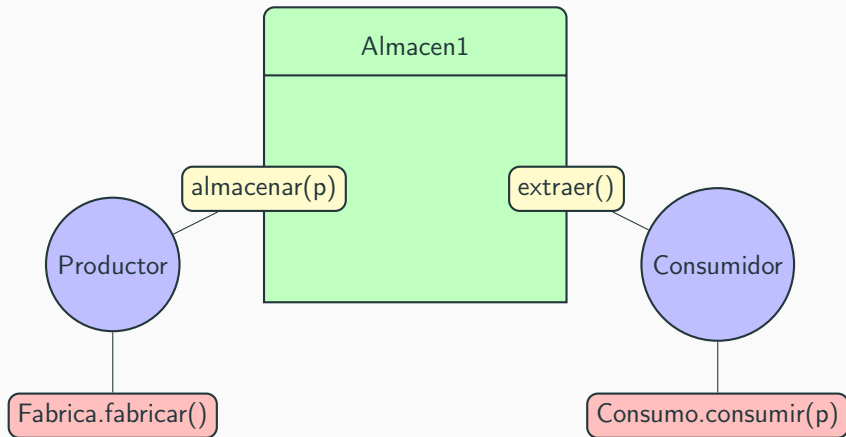 Almacen1
almacenar(p)
extraer()
Productor
Consumidor
Fabrica.fabricar()
Consumo.consumir(p)